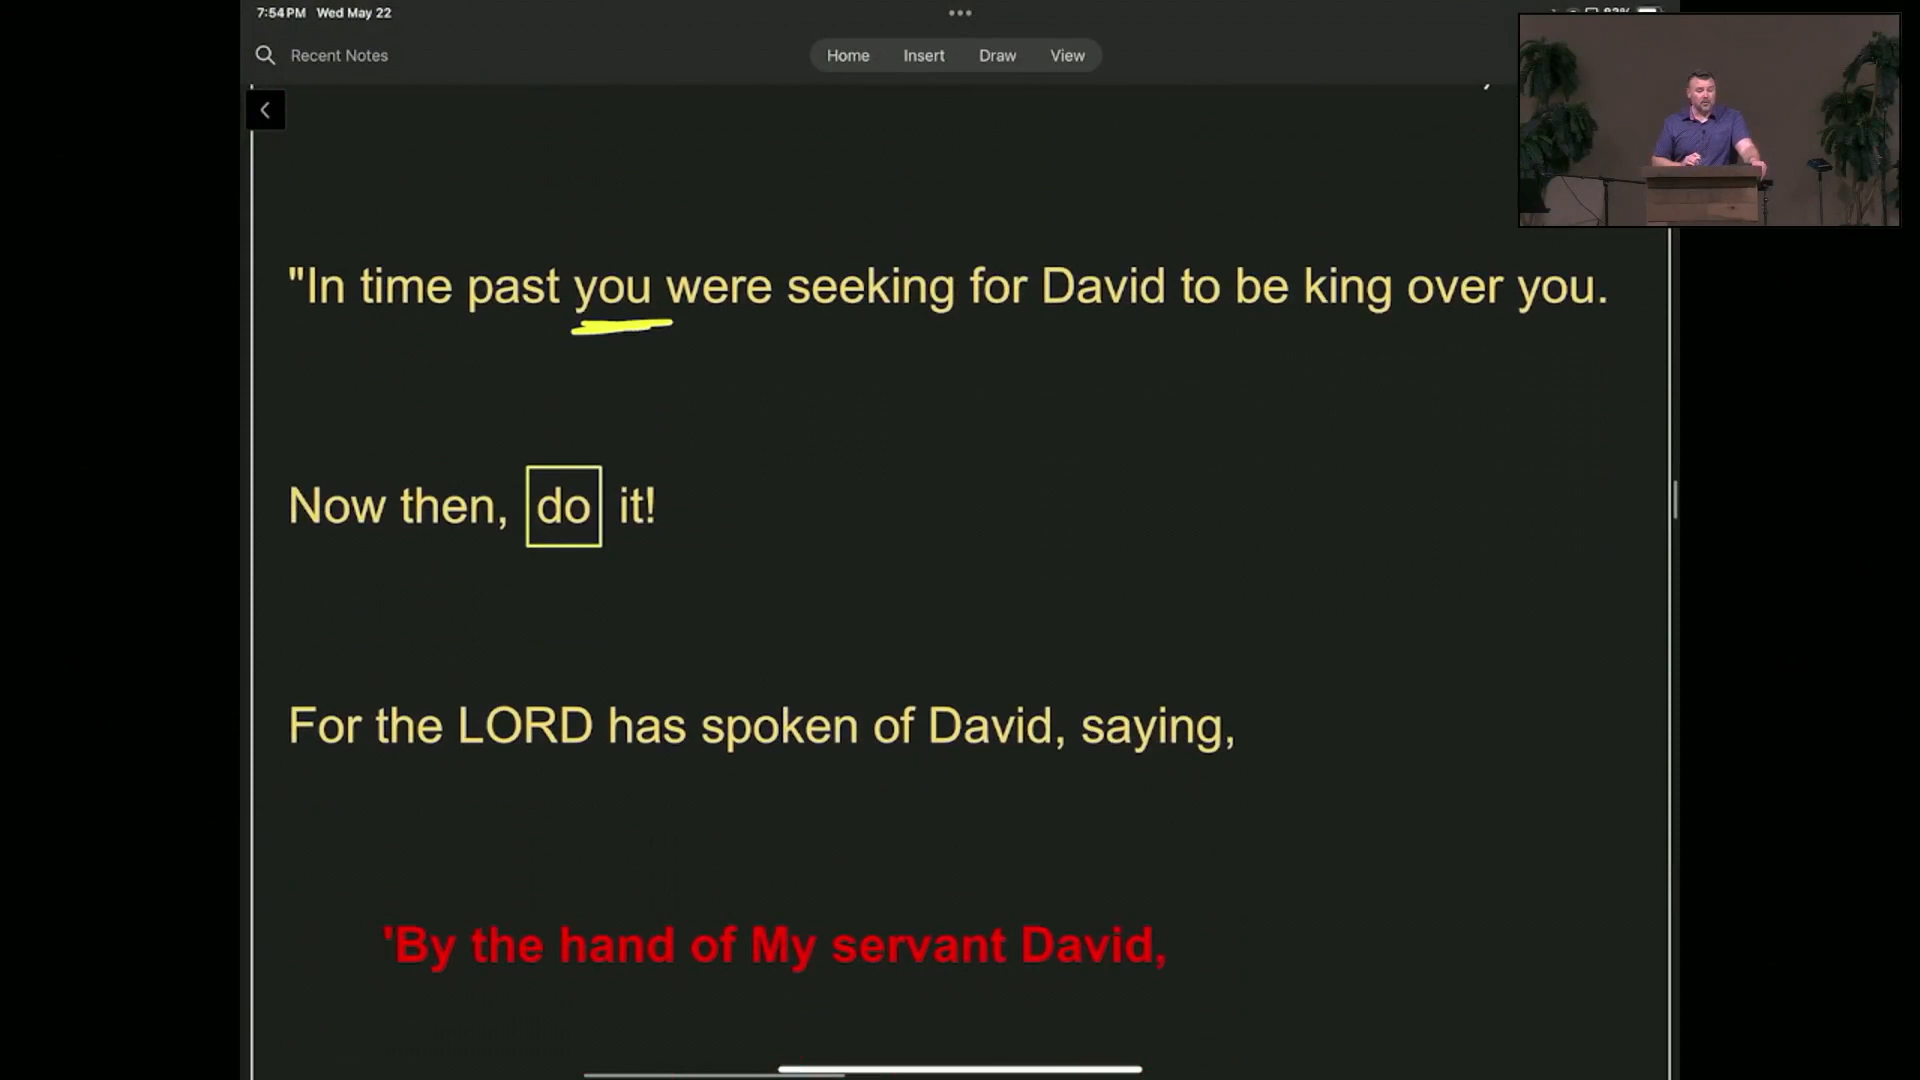 7:54 PM Wed May 22
Recent Notes
Home Insert Draw View
"In time past you were seeking for David to be king over you.
Now then, do it!
For the LORD has spoken of David, saying,
'By the hand of My servant David,